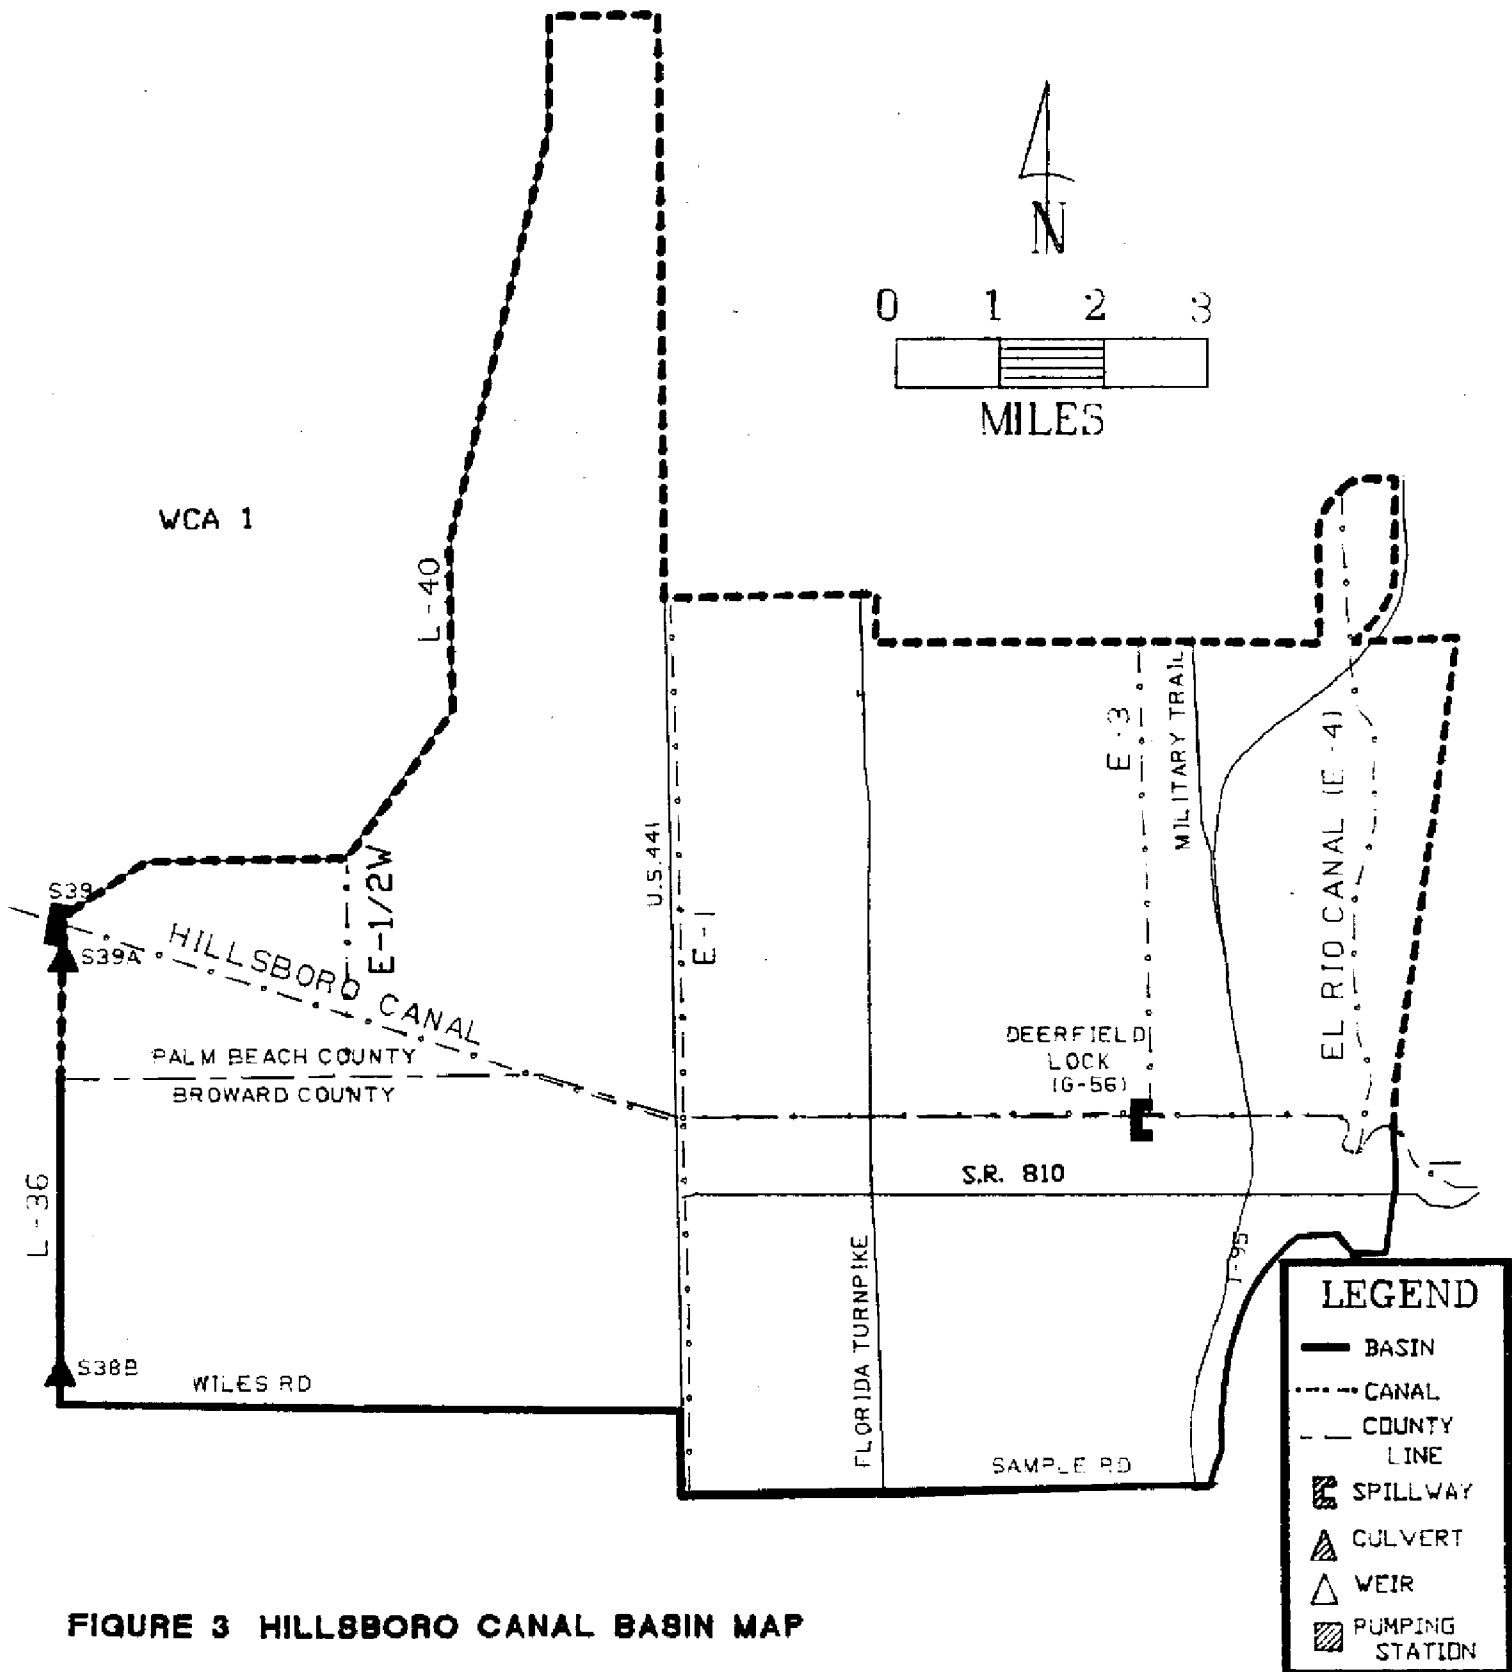 N
0 1 2 3
MILES
WCA 1
L-40
E-3
MILITARY TRAIL
EL RIO CANAL (E-4)
U.S.441
E-1
E-1/2W
S39
S39A
HILLSBORO CANAL
DEERFIELD
LOCK
(G-56)
PALM BEACH COUNTY
BROWARD COUNTY
S.R. 810
L-36
FLORIDA TURNPIKE
I-95
S38B
WILES RD
SAMPLE RD
LEGEND
BASIN
CANAL
COUNTY
LINE
SPILLWAY
CULVERT
WEIR
PUMPING
STATION
FIGURE 3 HILLSBORO CANAL BASIN MAP